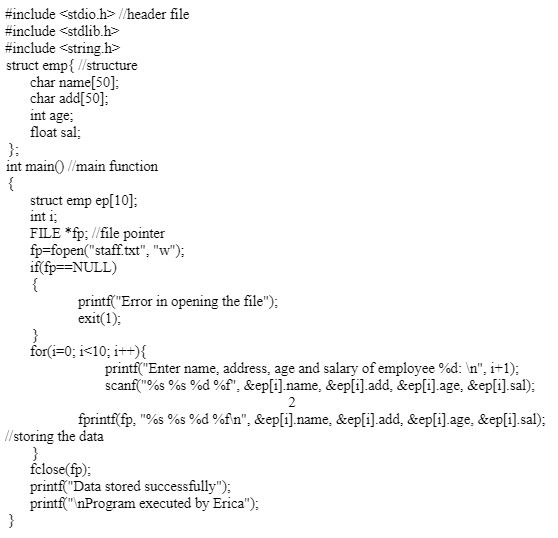 #include <stdio.h> //header file
#include <stdlib.h>
#include <string.h>
struct emp{ //structure
char name[50];
char add[50];
int age;
float sal;
};
int main() //main function
{
struct emp ep[10];
int i;
FILE *fp; //file pointer
fp=fopen("staff.txt", "w");
if(fp==NULL)
{
printf("Error in opening the file");
exit(1);
}
for(i=0; i<10; i++){
printf("Enter name, address, age and salary of employee %d: \n", i+1);
scanf("%s %s %d %f", &ep[i].name, &ep[i].add, &ep[i].age, &ep[i].sal);
2
fprintf(fp, "%s %s %d %f\n", &ep[i].name, &ep[i].add, &ep[i].age, &ep[i].sal);
//storing the data
}
fclose(fp);
printf("Data stored successfully");
printf("\nProgram executed by Erica");
}